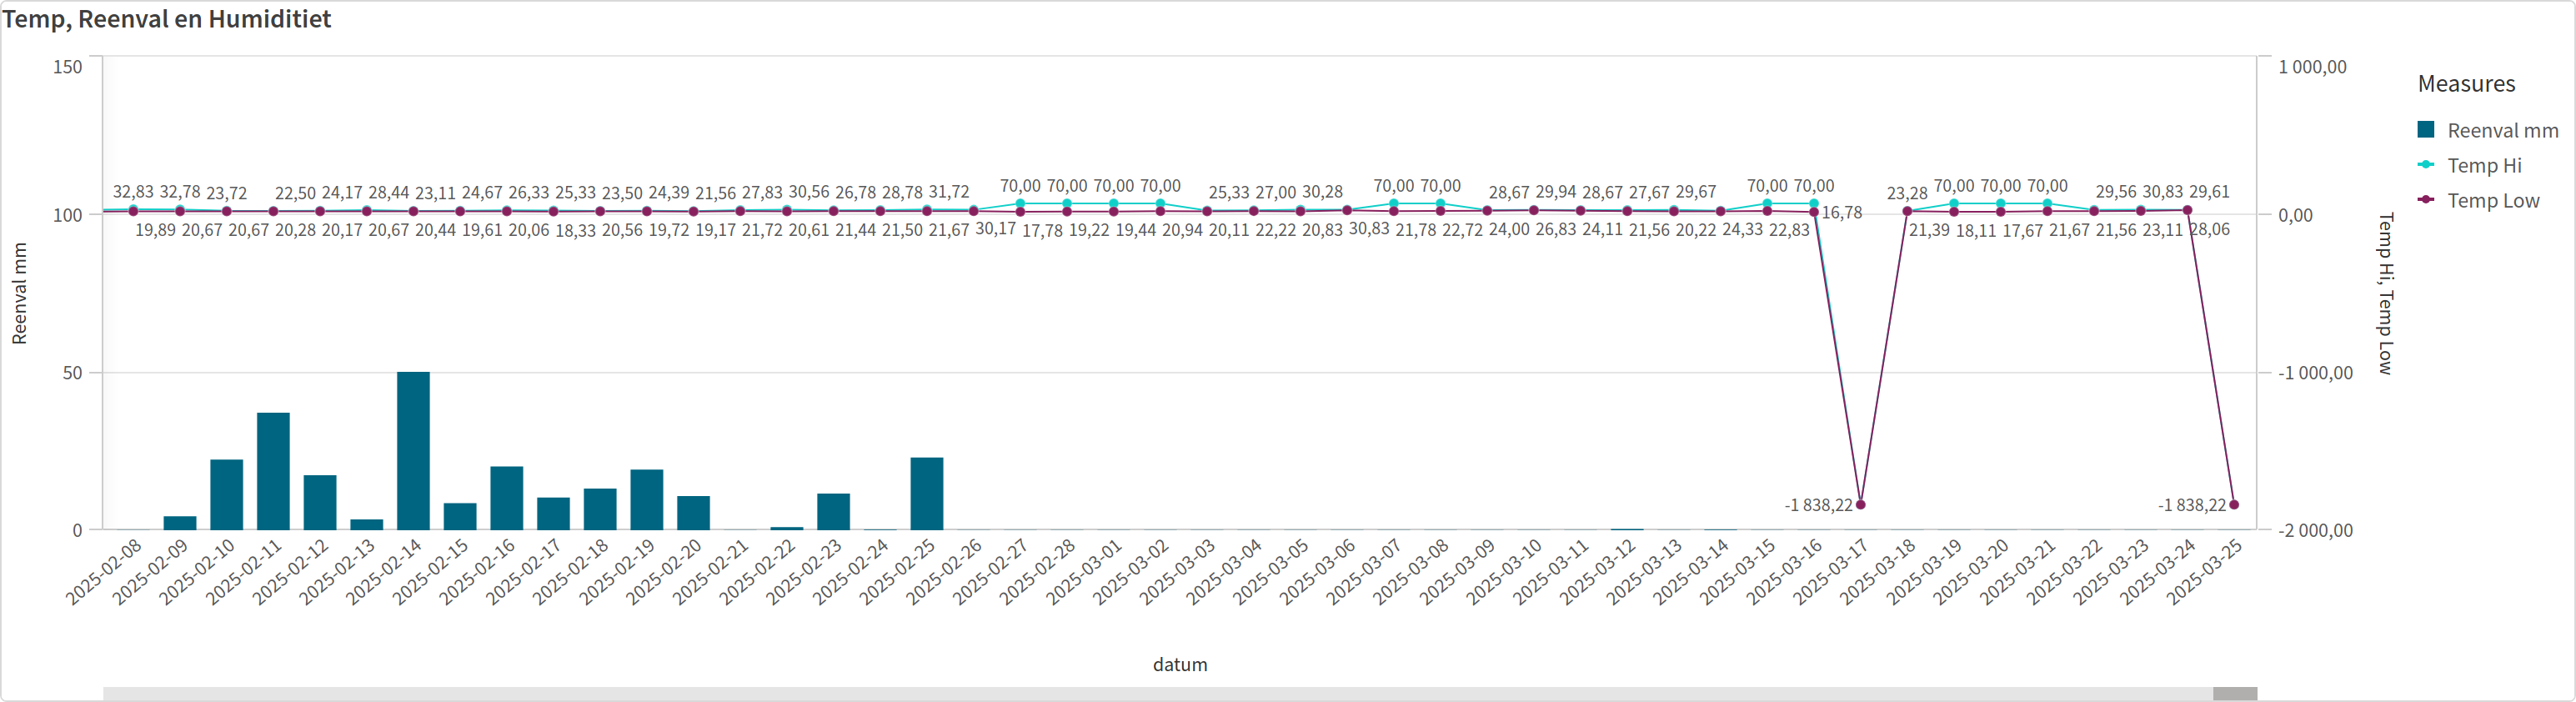 Temp, Reenval en Humiditiet
150
100
50
0
Reenval mm
32,83 32,78 23,72 22,50 24,17 28,44 23,11 24,67 26,33 25,33 23,50 24,39 21,56 27,83 30,56 26,78 28,78 31,72 70,00 70,00 70,00 70,00 25,33 27,00 30,28 70,00 70,00 28,67 29,94 28,67 27,67 29,67 70,00 70,00 23,28 70,00 70,00 70,00 29,56 30,83 29,61
19,89 20,67 20,67 20,28 20,17 20,67 20,44 19,61 20,06 18,33 20,56 19,72 19,17 21,72 20,61 21,44 21,50 21,67 30,17 17,78 19,22 19,44 20,94 20,11 22,22 20,83 30,83 21,78 22,72 24,00 26,83 24,11 21,56 20,22 24,33 22,83 16,78 21,39 18,11 17,67 21,67 21,56 23,11 28,06
-1 838,22 -1 838,22
1 000,00
0,00
-1 000,00
-2 000,00
Temp Hi, Temp Low
2025-02-08 2025-02-09 2025-02-10 2025-02-11 2025-02-12 2025-02-13 2025-02-14 2025-02-15 2025-02-16 2025-02-17 2025-02-18 2025-02-19 2025-02-20 2025-02-21 2025-02-22 2025-02-23 2025-02-24 2025-02-25 2025-02-26 2025-02-27 2025-02-28 2025-03-01 2025-03-02 2025-03-03 2025-03-04 2025-03-05 2025-03-06 2025-03-07 2025-03-08 2025-03-09 2025-03-10 2025-03-11 2025-03-12 2025-03-13 2025-03-14 2025-03-15 2025-03-16 2025-03-17 2025-03-18 2025-03-19 2025-03-20 2025-03-21 2025-03-22 2025-03-23 2025-03-24 2025-03-25
datum
Measures
Reenval mm
Temp Hi
Temp Low